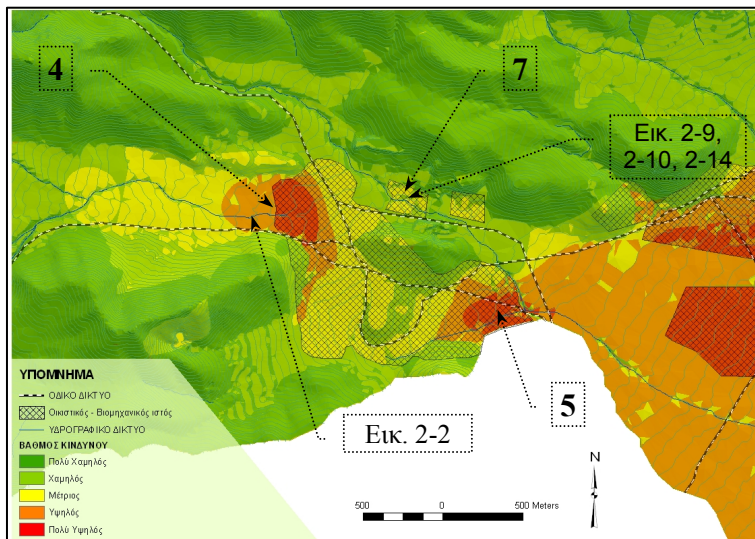 4
7
Εικ. 2-9,
2-10, 2-14
5
Εικ. 2-2
ΥΠΟΜΝΗΜΑ
ΟΔΙΚΟ ΔΙΚΤΥΟ
Οικιστικός - Βιομηχανικός ιστός
ΥΔΡΟΓΡΑΦΙΚΟ ΔΙΚΤΥΟ
ΒΑΘΜΟΣ ΚΙΝΔΥΝΟΥ
Πολύ Χαμηλός
Χαμηλός
Μέτριος
Υψηλός
Πολύ Υψηλός
N
500 0 500 Meters